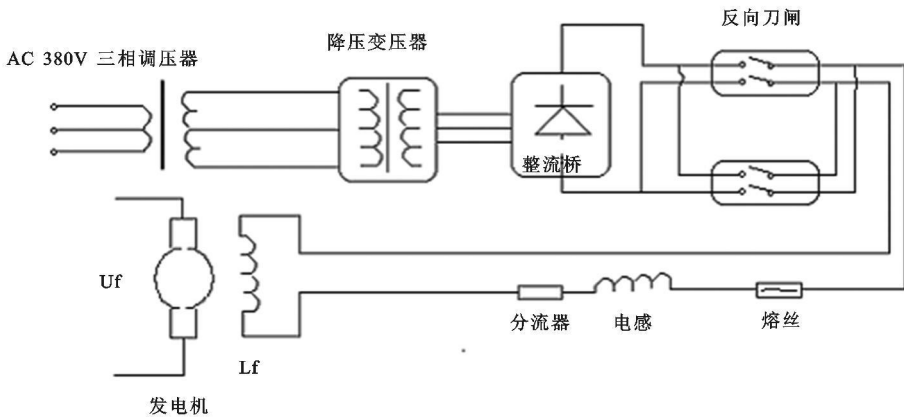 反向刀闸
降压变压器
AC 380V 三相调压器
整流桥
Uf
分流器
电感
熔丝
Lf
发电机